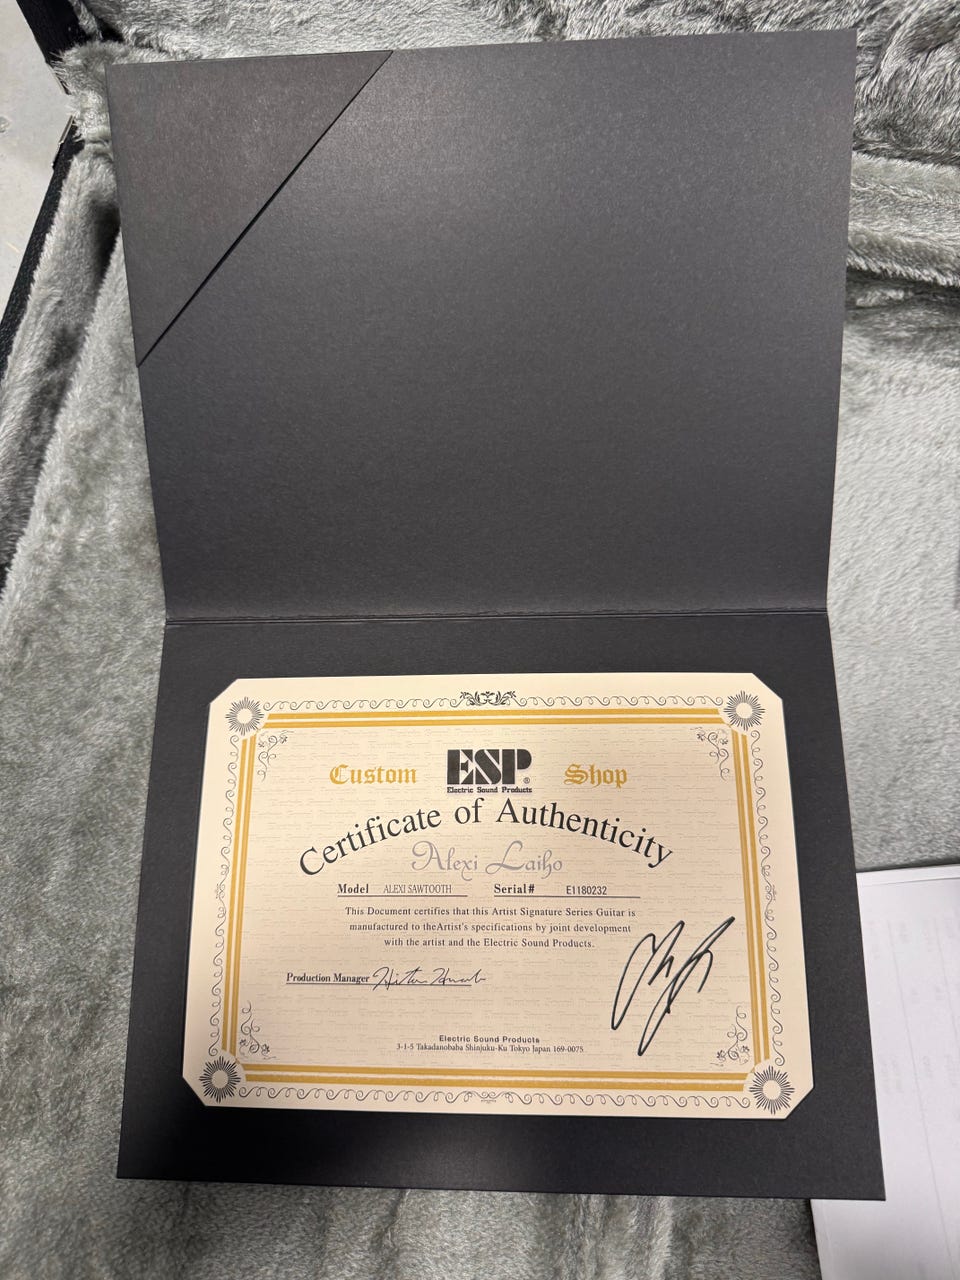 Custom ESP® Shop
Electric Sound Products
Certificate of Authenticity
Alexi Laiho
Model ALEXI SAWTOOTH Serial# E1180232
This Document certifies that this Artist Signature Series Guitar is
manufactured to theArtist's specifications by joint development
with the artist and the Electric Sound Products.
Production Manager
Electric Sound Products
3-1-5 Takadanobaba Shinjuku-Ku Tokyo Japan 169-0075